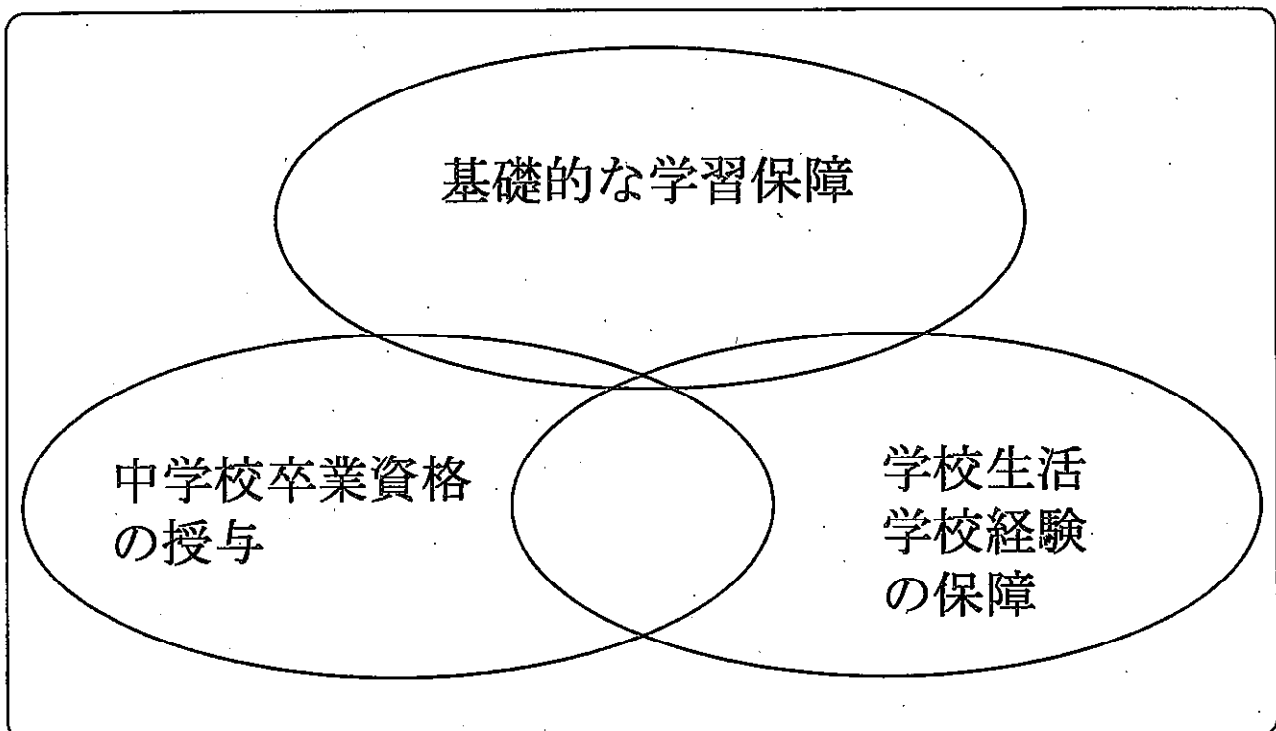 基礎的な学習保障
中学校卒業資格
の授与
学校生活
学校経験
の保障